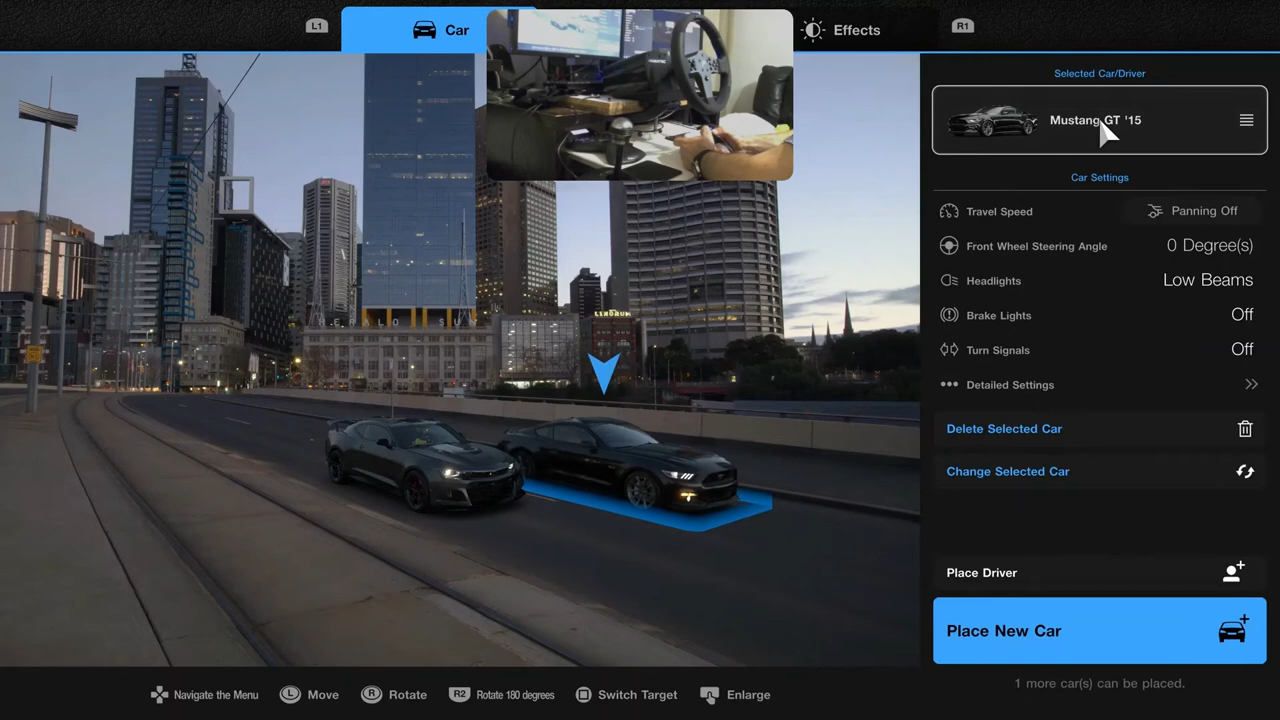 L1
Car
Effects
R1
Selected Car/Driver
Mustang GT '15
Car Settings
Travel Speed
Panning Off
Front Wheel Steering Angle
0 Degree(s)
Headlights
Low Beams
Brake Lights
Off
Turn Signals
Off
Detailed Settings
Delete Selected Car
Change Selected Car
Place Driver
Place New Car
1 more car(s) can be placed.
HERALD SUN
L Move
R Rotate
R2 Rotate 180 degrees
Navigate the Menu
Switch Target
Enlarge